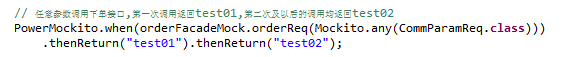 // 任意参数调用下单接口,第一次调用返回test01,第二次及以后的调用均返回test02
PowerMockito.when(orderFacadeMock.orderReq(Mockito.any(CommParamReq.class)))
.thenReturn("test01").thenReturn("test02");